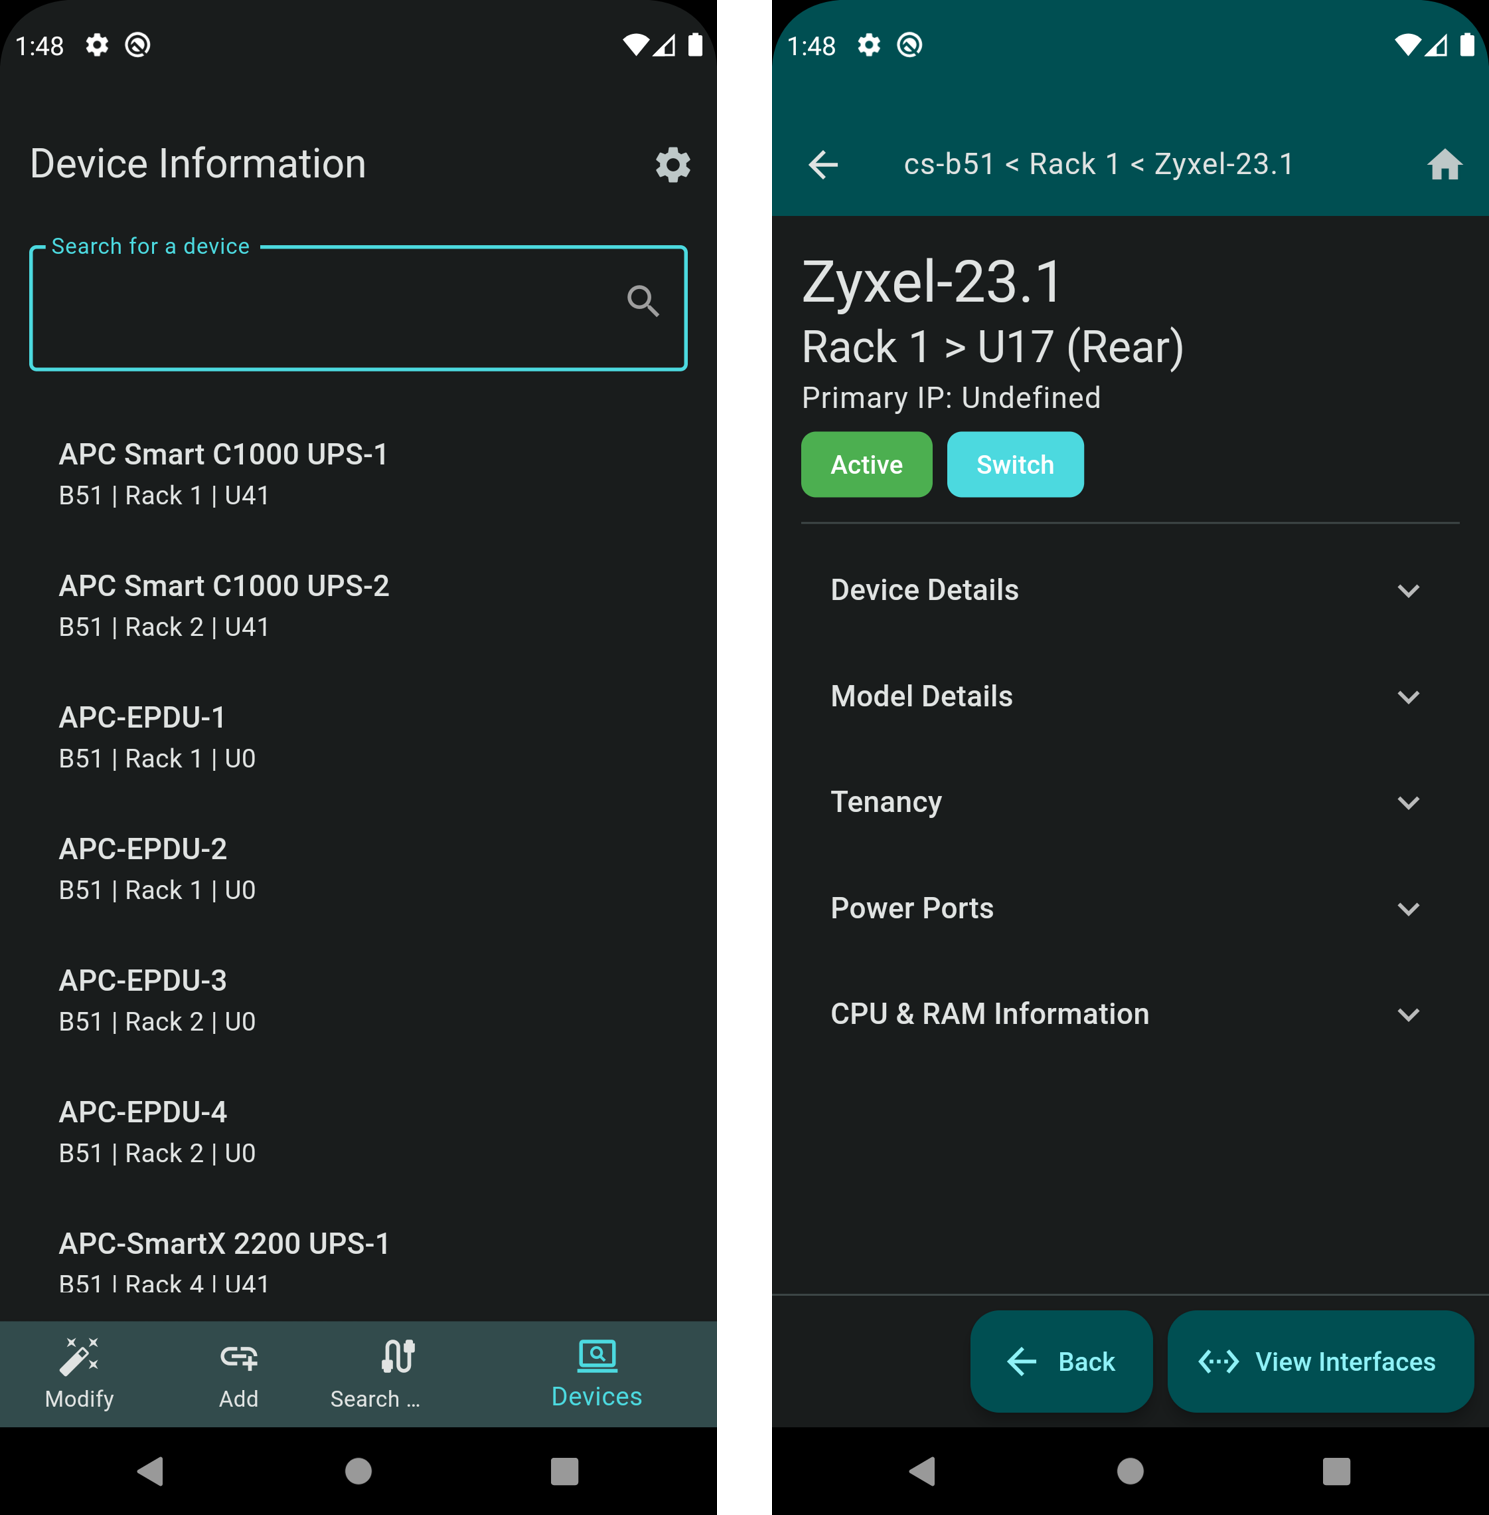 1:48
Device Information
Search for a device
APC Smart C1000 UPS-1
B51 | Rack 1 | U41
APC Smart C1000 UPS-2
B51 | Rack 2 | U41
APC-EPDU-1
B51 | Rack 1 | U0
APC-EPDU-2
B51 | Rack 1 | U0
APC-EPDU-3
B51 | Rack 2 | U0
APC-EPDU-4
B51 | Rack 2 | U0
APC-SmartX 2200 UPS-1
B51 | Rack 4 | U41
Modify
Add
Search ...
Devices
1:48
cs-b51 < Rack 1 < Zyxel-23.1
Zyxel-23.1
Rack 1 > U17 (Rear)
Primary IP: Undefined
Active
Switch
Device Details
Model Details
Tenancy
Power Ports
CPU & RAM Information
Back
View Interfaces